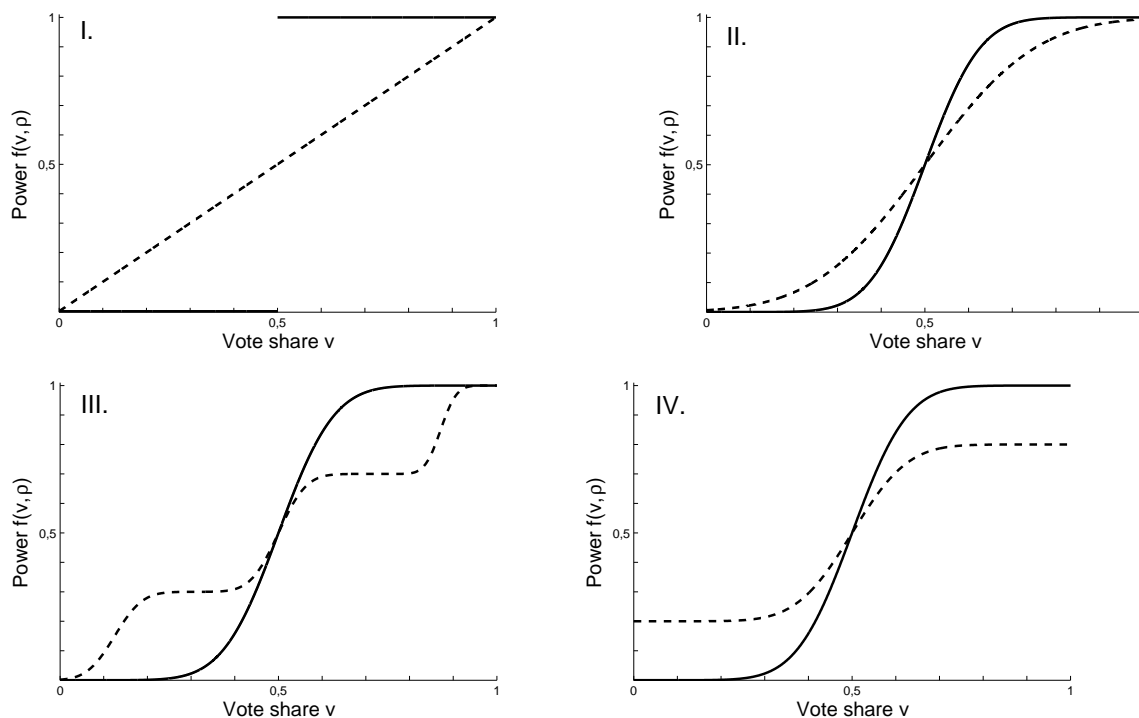 I.
1
0,5
0
0,5
1
Power f(v, ρ)
Vote share v
II.
1
0,5
0
0,5
Power f(v, ρ)
Vote share v
III.
1
0,5
0
0,5
1
Power f(v, ρ)
Vote share v
IV.
1
0,5
0
0,5
1
Power f(v, ρ)
Vote share v